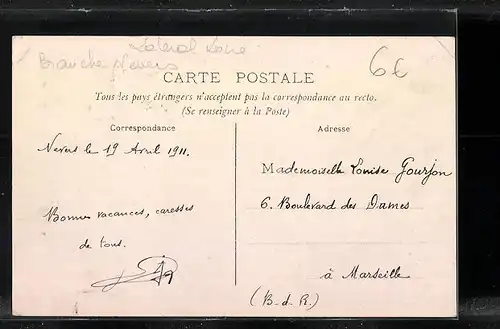 Latéral Loire
Branche Nevers
6€
CARTE POSTALE
Tous les pays étrangers n'acceptent pas la correspondance au recto.
(Se renseigner à la Poste)
Correspondance
Adresse
Nevers le 19 Avril 1911.
Bonnes vacances, caresses
de tous.
Mademoiselle Louise Gourjon
6. Boulevard des Dames
à Marseille
(B-d-R.)